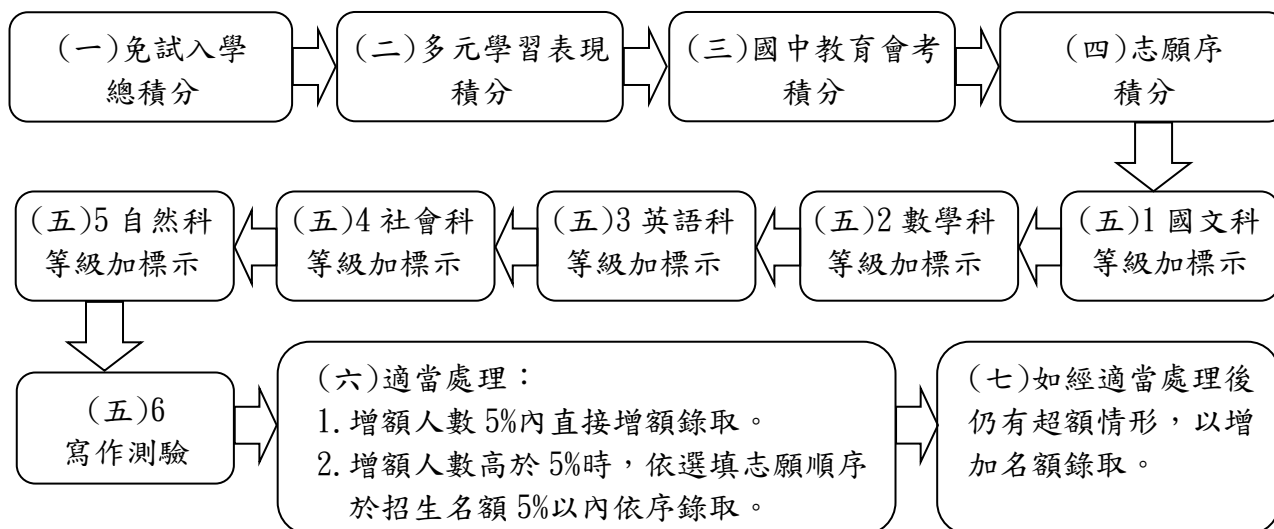 (一)免試入學
總積分
(二)多元學習表現
積分
(三)國中教育會考
積分
(四)志願序
積分
(五)1 國文科
等級加標示
(五)2 數學科
等級加標示
(五)3 英語科
等級加標示
(五)4 社會科
等級加標示
(五)5 自然科
等級加標示
(五)6
寫作測驗
(六)適當處理：
1.增額人數 5%內直接增額錄取。
2.增額人數高於 5%時，依選填志願順序
於招生名額 5%以內依序錄取。
(七)如經適當處理後
仍有超額情形，以增
加名額錄取。